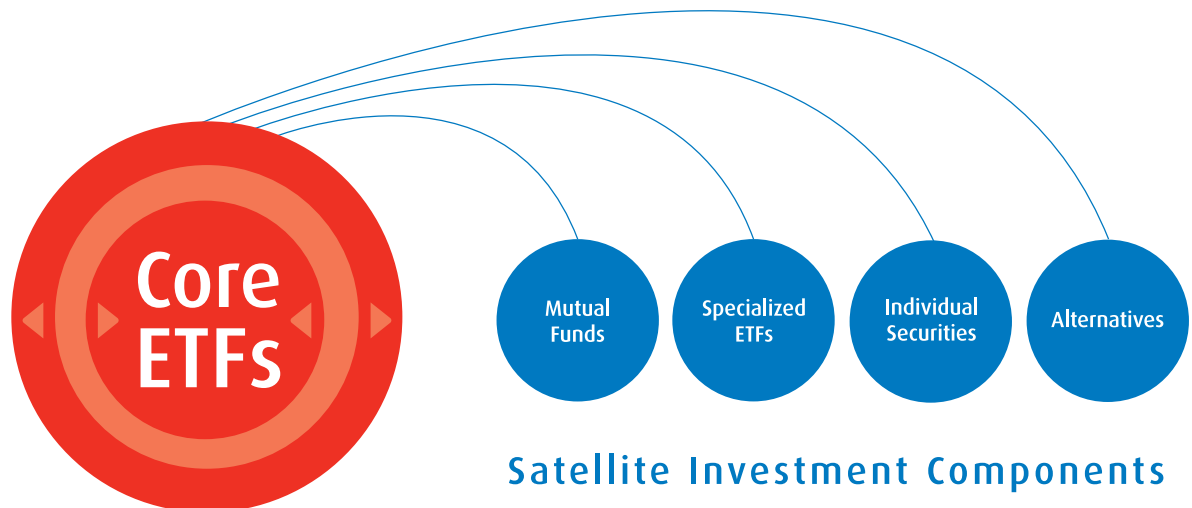 Core
ETFs
Mutual
Funds
Specialized
ETFs
Individual
Securities
Alternatives
Satellite Investment Components